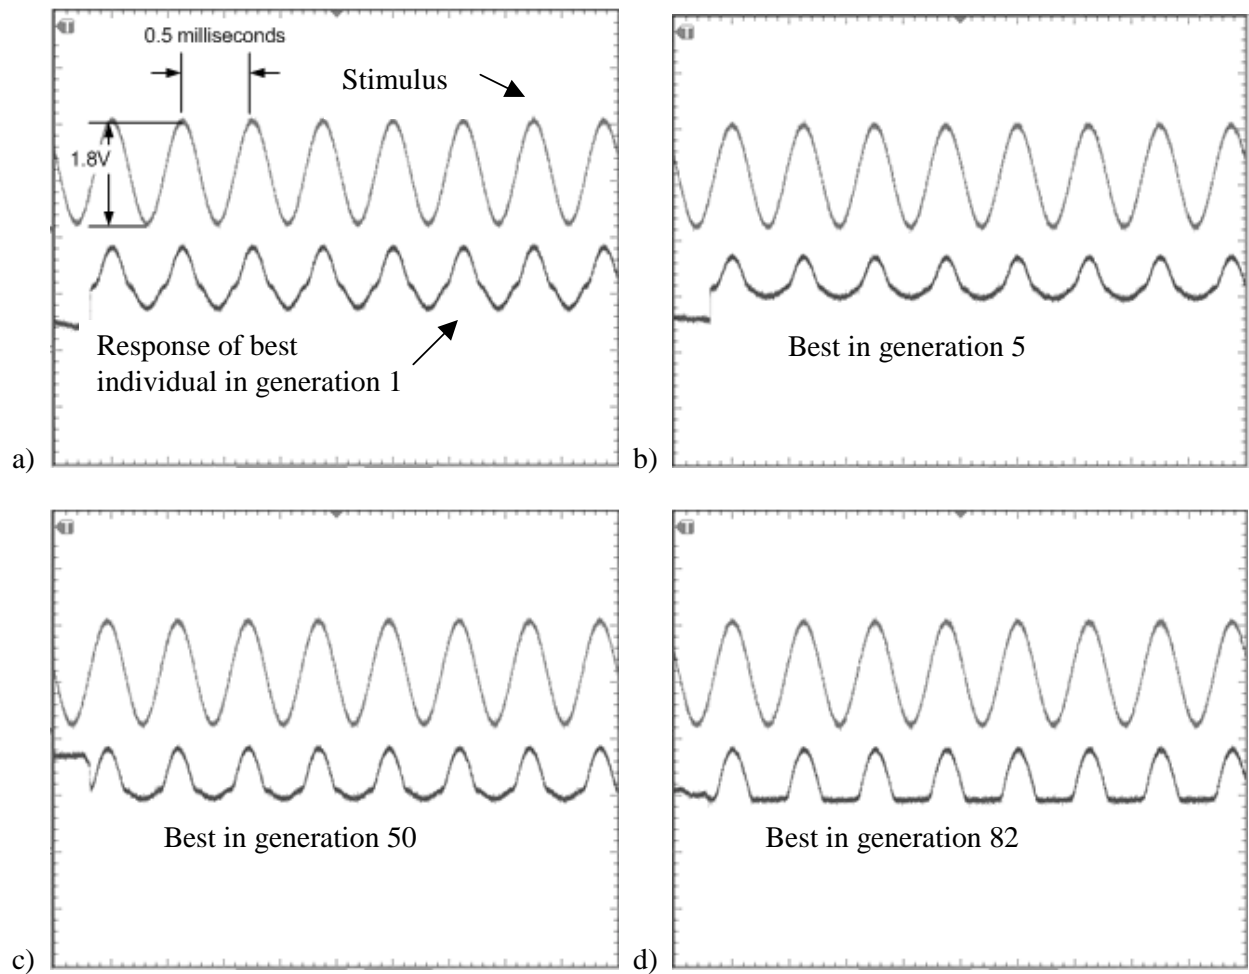 0.5 milliseconds
Stimulus
1.8V
Response of best
individual in generation 1
a)
T
Best in generation 5
b)
T
Best in generation 50
c)
T
Best in generation 82
d)
T